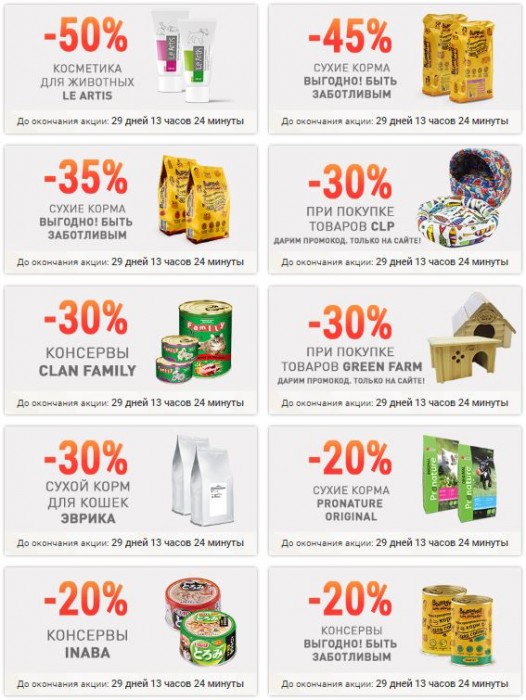 -50%
КОСМЕТИКА
ДЛЯ ЖИВОТНЫХ
LE ARTIS
Le Artis
До окончания акции: 29 дней 13 часов 24 минуты
-45%
СУХИЕ КОРМА
ВЫГОДНО! БЫТЬ
ЗАБОТЛИВЫМ
До окончания акции: 29 дней 13 часов 24 минуты
-35%
СУХИЕ КОРМА
ВЫГОДНО! БЫТЬ
ЗАБОТЛИВЫМ
До окончания акции: 29 дней 13 часов 24 минуты
-30%
ПРИ ПОКУПКЕ
ТОВАРОВ CLP
ДАРИМ ПРОМОКОД. ТОЛЬКО НА САЙТЕ!
До окончания акции: 29 дней 13 часов 24 минуты
-30%
КОНСЕРВЫ
CLAN FAMILY
FAMILY
До окончания акции: 29 дней 13 часов 24 минуты
-30%
ПРИ ПОКУПКЕ
ТОВАРОВ GREEN FARM
ДАРИМ ПРОМОКОД. ТОЛЬКО НА САЙТЕ!
До окончания акции: 29 дней 13 часов 24 минуты
-30%
СУХОЙ КОРМ
ДЛЯ КОШЕК
ЭВРИКА
До окончания акции: 29 дней 13 часов 24 минуты
-20%
СУХИЕ КОРМА
PRONATURE
ORIGINAL
До окончания акции: 29 дней 13 часов 24 минуты
-20%
КОНСЕРВЫ
INABA
とろみ
До окончания акции: 29 дней 13 часов 24 минуты
-20%
КОНСЕРВЫ
ВЫГОДНО! БЫТЬ
ЗАБОТЛИВЫМ
До окончания акции: 29 дней 13 часов 24 минуты